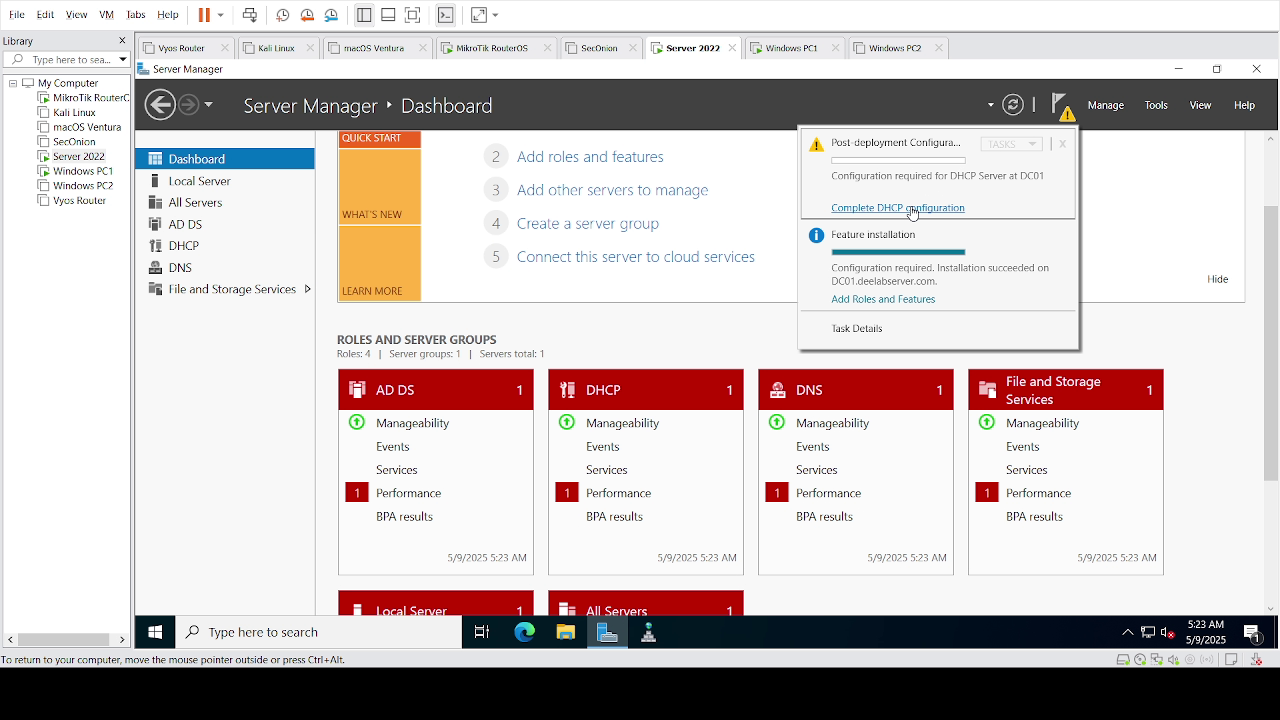 File Edit View VM Tabs Help
Library
Type here to sea...
Vyos Router Kali Linux macOS Ventura MikroTik RouterOS SecOnion Server 2022 Windows PC1 Windows PC2
My Computer
MikroTik RouterO
Kali Linux
macOS Ventura
SecOnion
Server 2022
Windows PC1
Windows PC2
Vyos Router
Server Manager
Server Manager Dashboard
Manage Tools View Help
Dashboard
Local Server
All Servers
AD DS
DHCP
DNS
File and Storage Services
QUICK START
WHAT'S NEW
LEARN MORE
2 Add roles and features
3 Add other servers to manage
4 Create a server group
5 Connect this server to cloud services
Hide
Post-deployment Configura... TASKS X
Configuration required for DHCP Server at DC01
Complete DHCP configuration
Feature installation
Configuration required. Installation succeeded on
DC01.deelabserver.com.
Add Roles and Features
Task Details
ROLES AND SERVER GROUPS
Roles: 4 | Server groups: 1 | Servers total: 1
AD DS 1
Manageability
Events
Services
1 Performance
BPA results
5/9/2025 5:23 AM
DHCP 1
Manageability
Events
Services
1 Performance
BPA results
5/9/2025 5:23 AM
DNS 1
Manageability
Events
Services
1 Performance
BPA results
5/9/2025 5:23 AM
File and Storage
Services 1
Manageability
Events
Services
1 Performance
BPA results
5/9/2025 5:23 AM
Local Server 1
All Servers 1
Type here to search
5:23 AM
5/9/2025
1
To return to your computer, move the mouse pointer outside or press Ctrl+Alt.